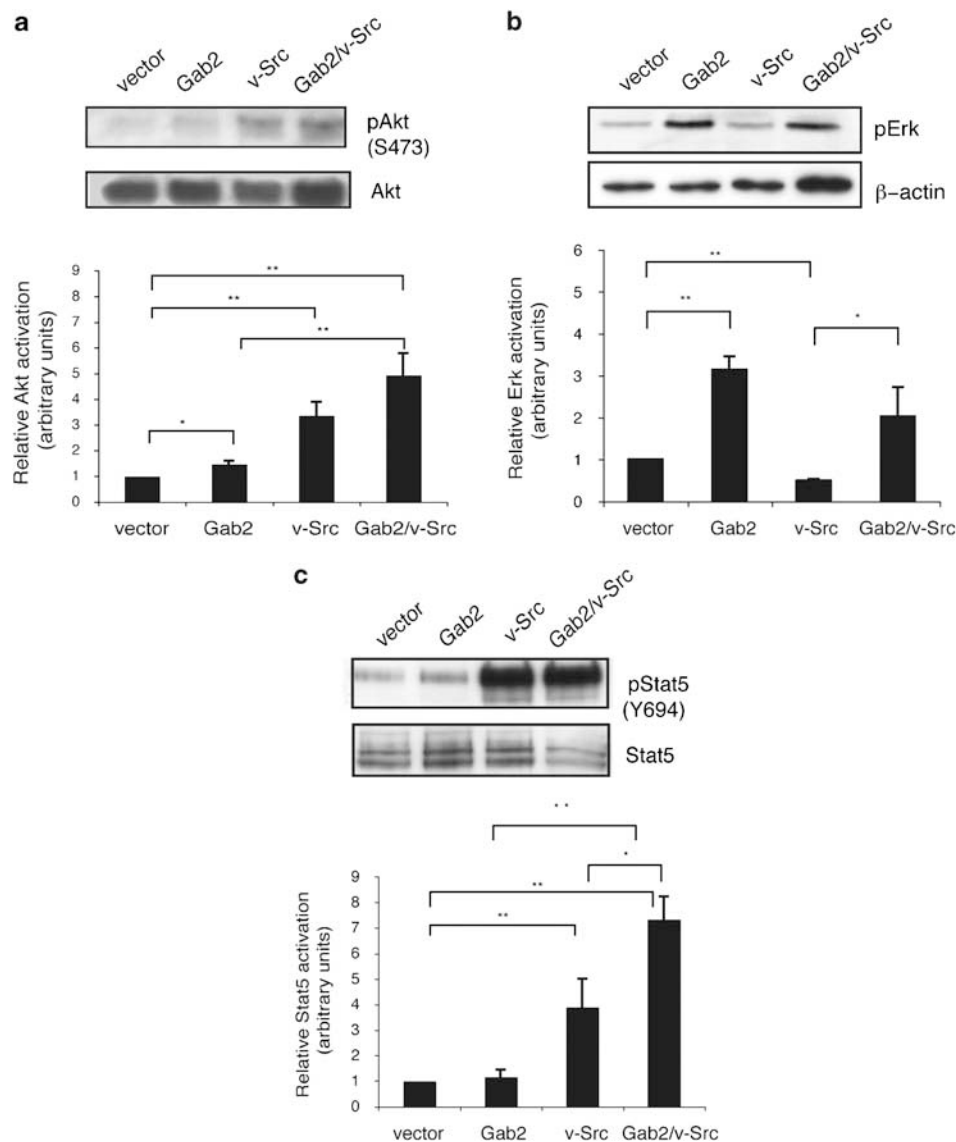 a
vector Gab2 v-Src Gab2/v-Src
pAkt
(S473)
Akt
Relative Akt activation
(arbitrary units)
9
8
7
6
5
4
3
2
1
0
** 
**
**
*
vector Gab2 v-Src Gab2/v-Src
b
vector Gab2 v-Src Gab2/v-Src
pErk
β-actin
Relative Erk activation
(arbitrary units)
6
5
4
3
2
1
0
**
**
*
vector Gab2 v-Src Gab2/v-Src
c
vector Gab2 v-Src Gab2/v-Src
pStat5
(Y694)
Stat5
Relative Stat5 activation
(arbitrary units)
9
8
7
6
5
4
3
2
1
0
* *
*
**
**
vector Gab2 v-Src Gab2/v-Src